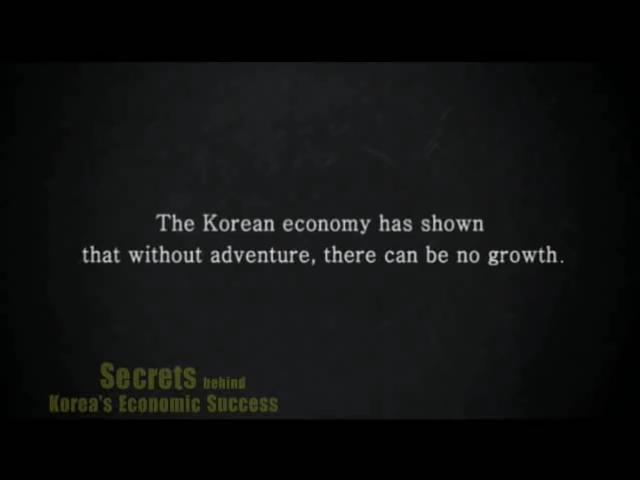 The Korean economy has shown
that without adventure, there can be no growth.
Secrets behind
Korea's Economic Success